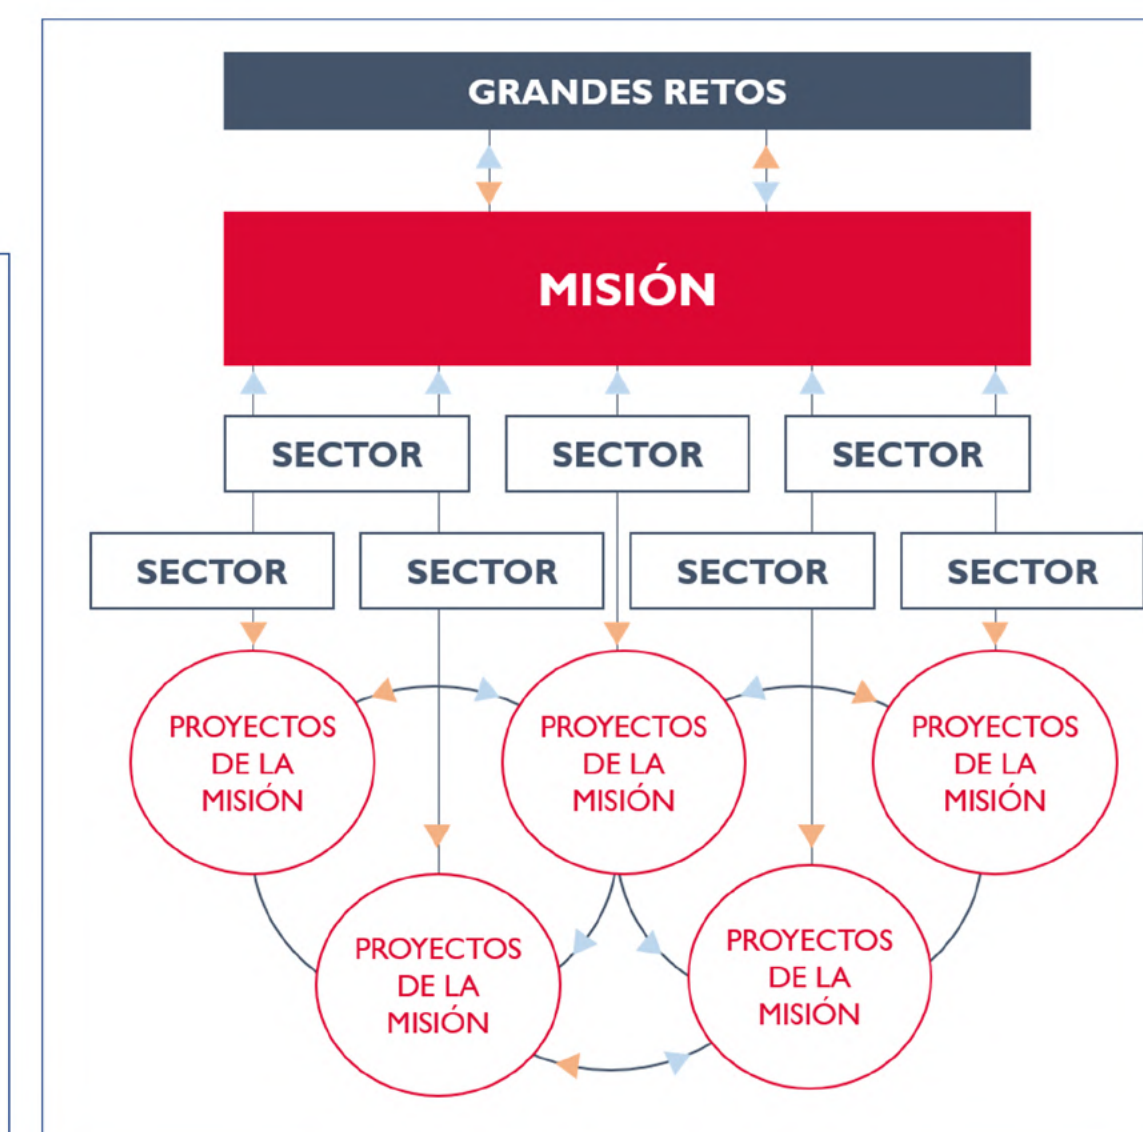 GRANDES RETOS
MISIÓN
SECTOR
SECTOR
SECTOR
SECTOR
SECTOR
SECTOR
SECTOR
PROYECTOS
DE LA
MISIÓN
PROYECTOS
DE LA
MISIÓN
PROYECTOS
DE LA
MISIÓN
PROYECTOS
DE LA
MISIÓN
PROYECTOS
DE LA
MISIÓN